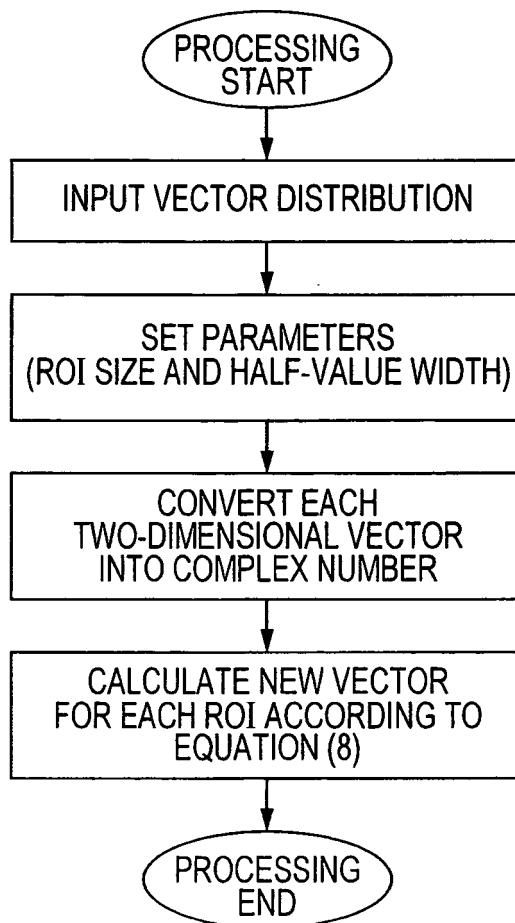 PROCESSING
START
INPUT VECTOR DISTRIBUTION
SET PARAMETERS
(ROI SIZE AND HALF-VALUE WIDTH)
CONVERT EACH
TWO-DIMENSIONAL VECTOR
INTO COMPLEX NUMBER
CALCULATE NEW VECTOR
FOR EACH ROI ACCORDING TO
EQUATION (8)
PROCESSING
END